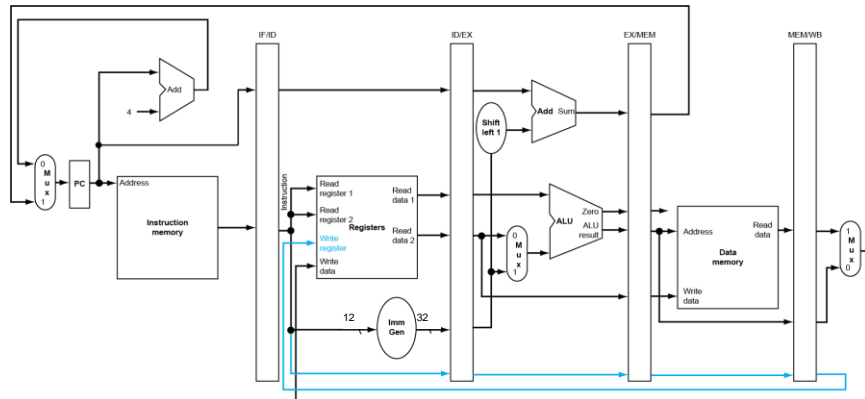 IF/ID
ID/EX
EX/MEM
MEM/WB
Add
4
Add Sum
Shift
left 1
0
M
u
x
1
PC
Address
Instruction
memory
Instruction
Read
register 1
Read
register 2
Write
register
Write
data
Registers
Read
data 1
Read
data 2
0
M
u
x
1
Zero
ALU
ALU
result
Address
Read
data
Data
memory
Write
data
1
M
u
x
0
12
Imm
Gen
32